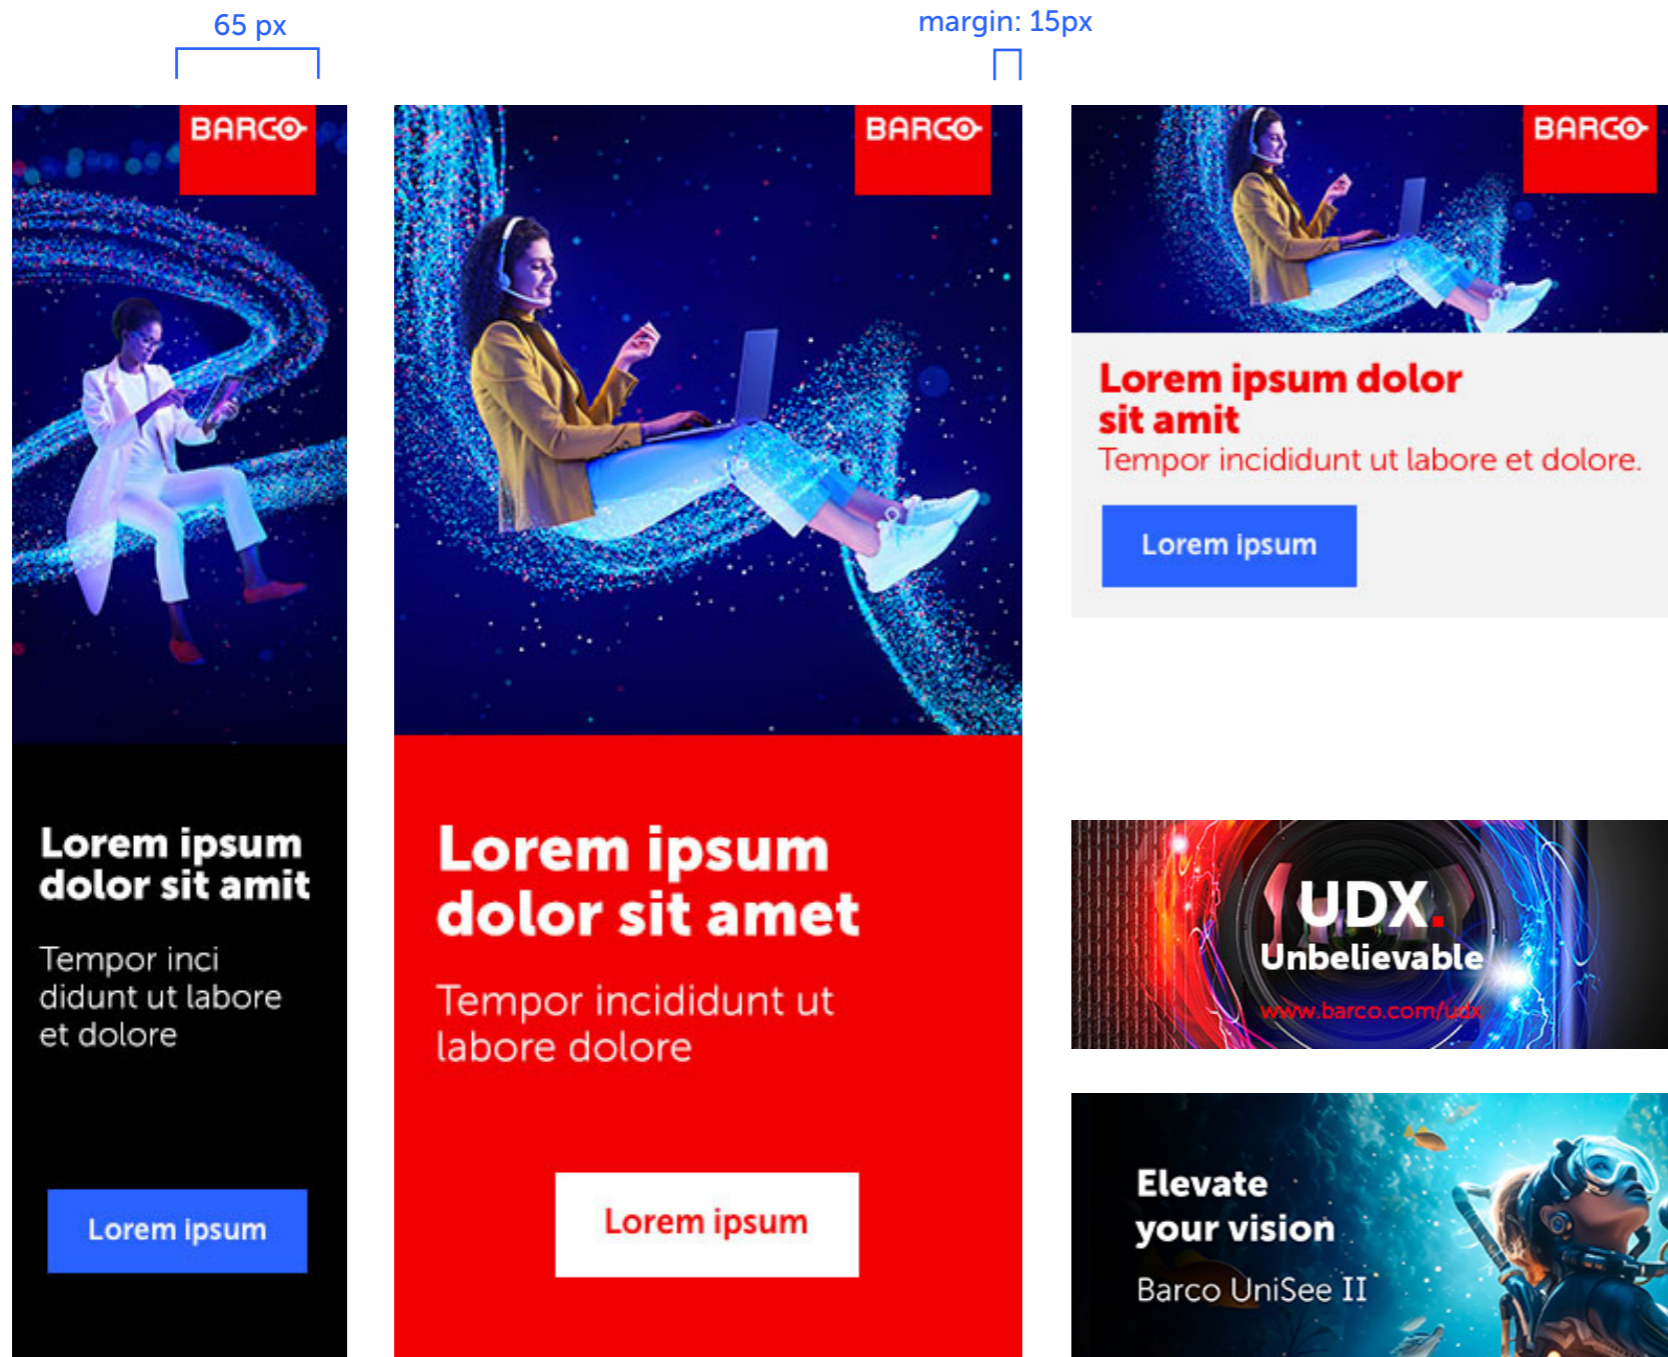 65 px
margin: 15px
BARCO
Lorem ipsum
dolor sit amit
Tempor inci
didunt ut labore
et dolore
Lorem ipsum
BARCO
Lorem ipsum
dolor sit amet
Tempor incididunt ut
labore dolore
Lorem ipsum
BARCO
Lorem ipsum dolor
sit amit
Tempor incididunt ut labore et dolore.
Lorem ipsum
UDX.
Unbelievable
www.barco.com/udx
Elevate
your vision
Barco UniSee II